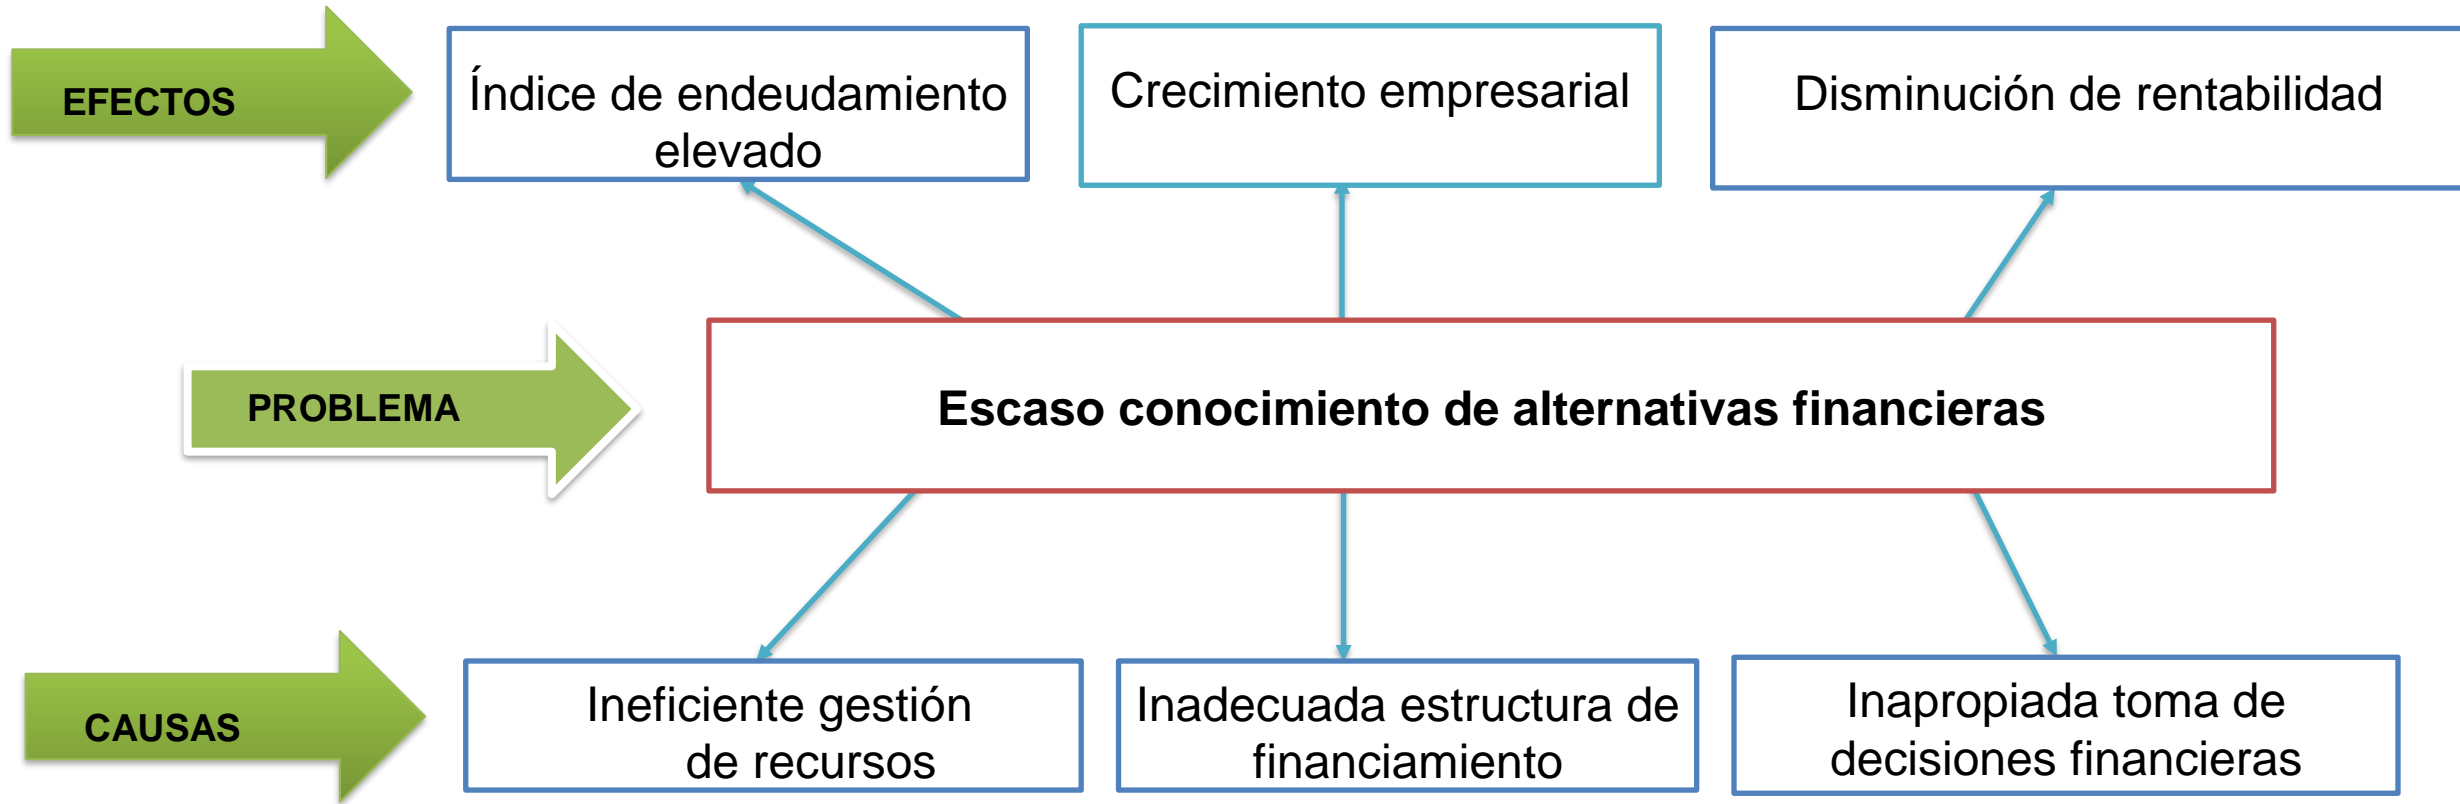 EFECTOS
Índice de endeudamiento
elevado
Crecimiento empresarial
Disminución de rentabilidad
PROBLEMA
Escaso conocimiento de alternativas financieras
CAUSAS
Ineficiente gestión
de recursos
Inadecuada estructura de
financiamiento
Inapropiada toma de
decisiones financieras